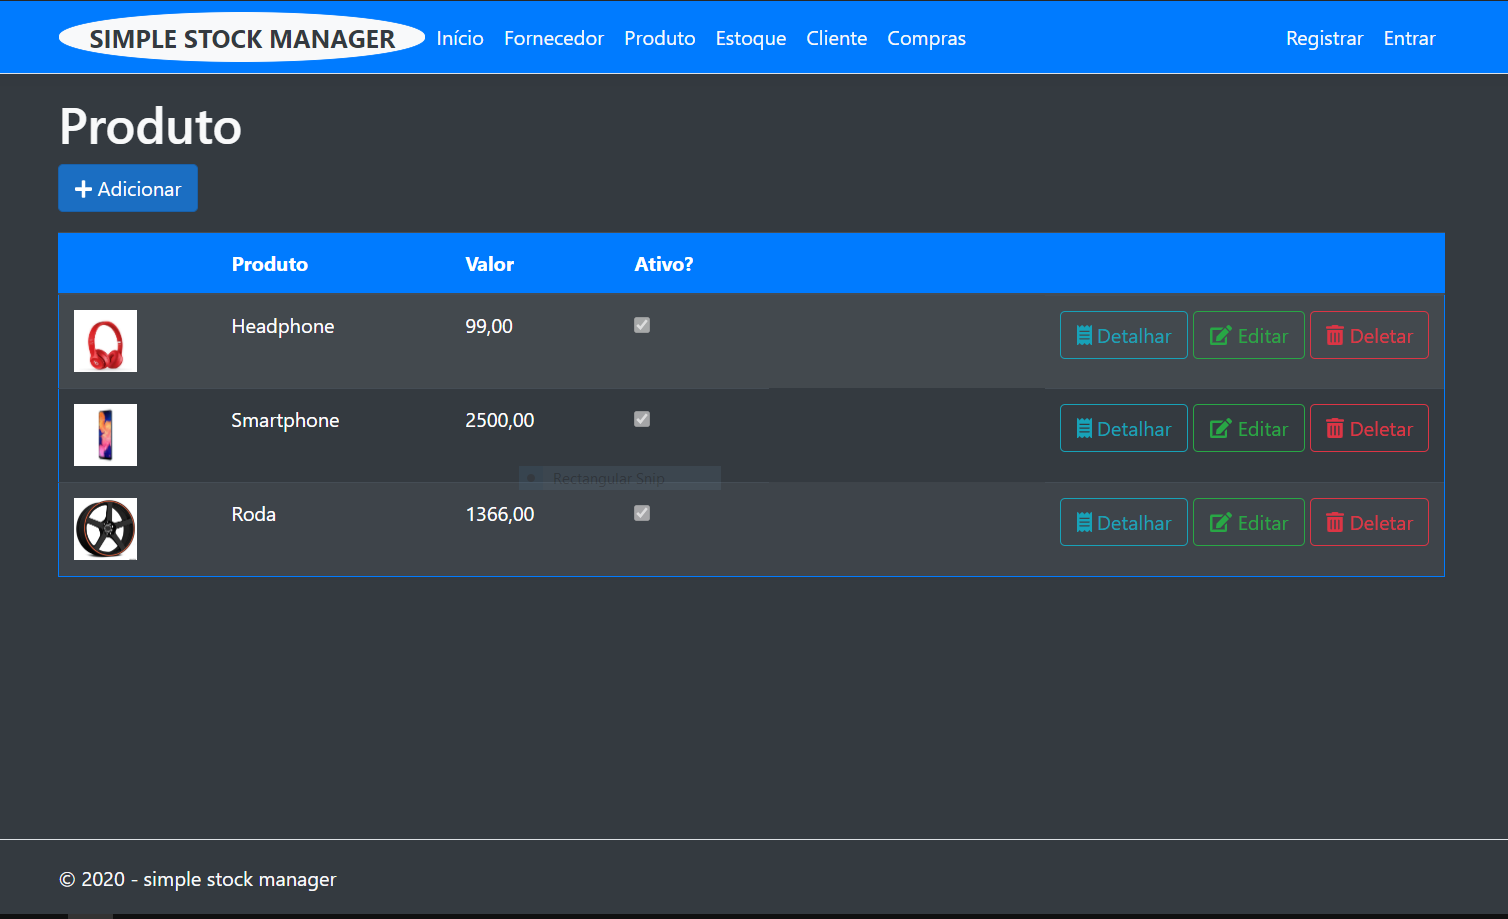 SIMPLE STOCK MANAGER Início Fornecedor Produto Estoque Cliente Compras Registrar Entrar
Produto
Adicionar
Produto Valor Ativo?
Headphone 99,00 Detalhar Editar Deletar
Smartphone 2500,00 Detalhar Editar Deletar
Rectangular Snip
Roda 1366,00 Detalhar Editar Deletar
© 2020 - simple stock manager